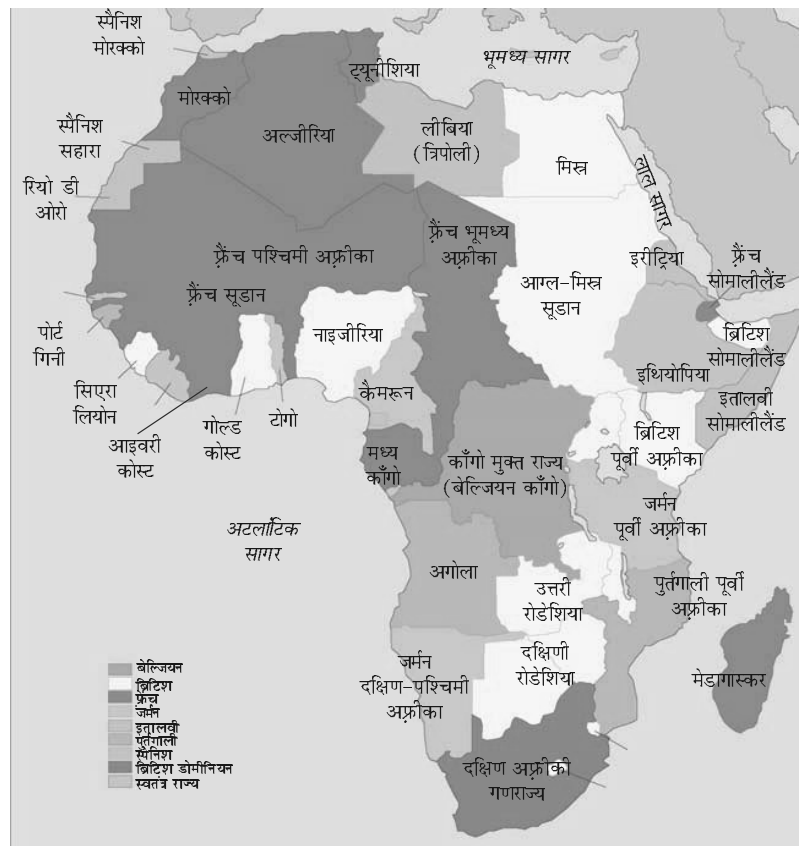 स्पैनिश
मोरक्को
भूमध्य सागर
ट्यूनीशिया
मोरक्को
स्पैनिश
सहारा
अल्जीरिया
लीबिया
(त्रिपोली)
मिस्र
लाल सागर
रियो डी
ओरो
फ़्रैंच पश्चिमी अफ़्रीका
फ़्रैंच भूमध्य
अफ़्रीका
इरीट्रिया
फ़्रैंच
सोमालीलैंड
फ़्रैंच सूडान
आंग्ल-मिस्र
सूडान
पोर्ट
गिनी
नाइजीरिया
ब्रिटिश
सोमालीलैंड
इथियोपिया
सिएरा
लियोन
कैमरून
इतालवी
सोमालीलैंड
आइवरी
कोस्ट
गोल्ड
कोस्ट
टोगो
मध्य
काँगो
काँगो मुक्त राज्य
(बेल्जियन काँगो)
ब्रिटिश
पूर्वी अफ़्रीका
जर्मन
पूर्वी अफ़्रीका
अटलांटिक
सागर
अंगोला
उत्तरी
रोडेशिया
पुर्तगाली पूर्वी
अफ़्रीका
जर्मन
दक्षिण-पश्चिमी
अफ़्रीका
दक्षिणी
रोडेशिया
मेडागास्कर
दक्षिण अफ़्रीकी
गणराज्य
बेल्जियन
ब्रिटिश
फ़्रैंच
जर्मन
इतालवी
पुर्तगाली
स्पैनिश
ब्रिटिश डोमीनियन
स्वतंत्र राज्य